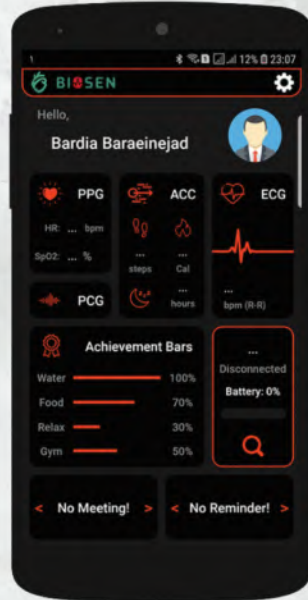 1 12% 23:07
BIOSEN
Hello,
Bardia Baraeinejad
PPG
HR: ... bpm
SpO2: ... %
PCG
ACC
... ...
steps Cal
...
hours
ECG
...
bpm (R-R)
Achievement Bars
Water 100%
Food 70%
Relax 30%
Gym 50%
...
Disconnected
Battery: 0%
< No Meeting! >
< No Reminder! >